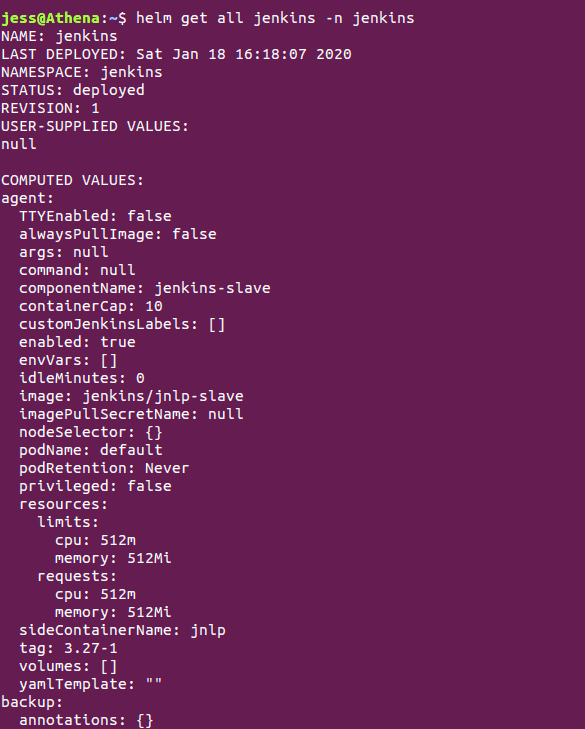 jess@Athena:~$ helm get all jenkins -n jenkins
NAME: jenkins
LAST DEPLOYED: Sat Jan 18 16:18:07 2020
NAMESPACE: jenkins
STATUS: deployed
REVISION: 1
USER-SUPPLIED VALUES:
null

COMPUTED VALUES:
agent:
  TTYEnabled: false
  alwaysPullImage: false
  args: null
  command: null
  componentName: jenkins-slave
  containerCap: 10
  customJenkinsLabels: []
  enabled: true
  envVars: []
  idleMinutes: 0
  image: jenkins/jnlp-slave
  imagePullSecretName: null
  nodeSelector: {}
  podName: default
  podRetention: Never
  privileged: false
  resources:
    limits:
      cpu: 512m
      memory: 512Mi
    requests:
      cpu: 512m
      memory: 512Mi
  sideContainerName: jnlp
  tag: 3.27-1
  volumes: []
  yamlTemplate: ""
backup:
  annotations: {}